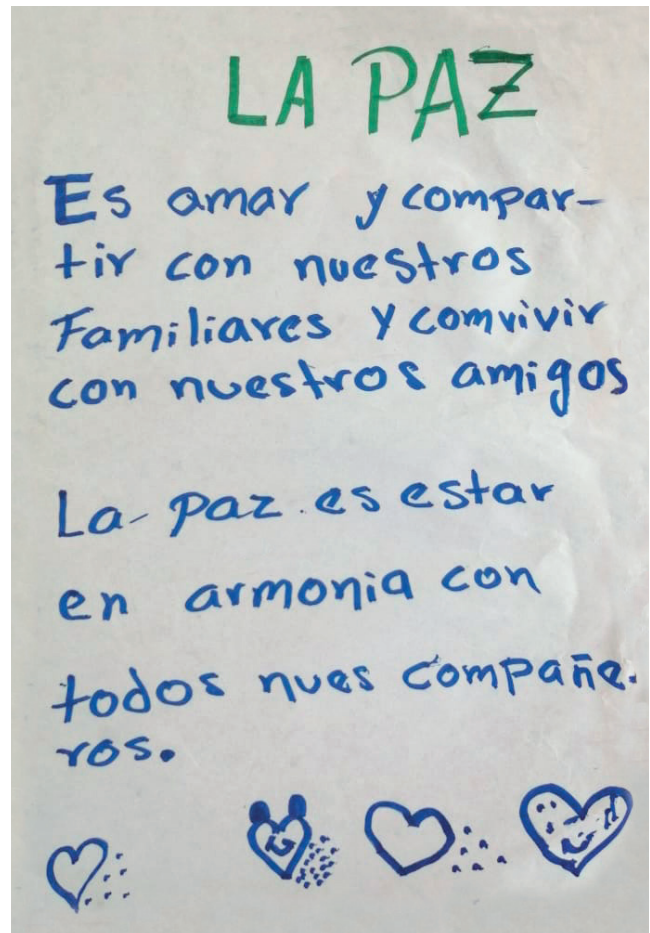 LA PAZ
Es amar y compar-
tir con nuestros
Familiares y comvivir
con nuestros amigos
La paz es estar
en armonia con
todos nues compañe-
ros.